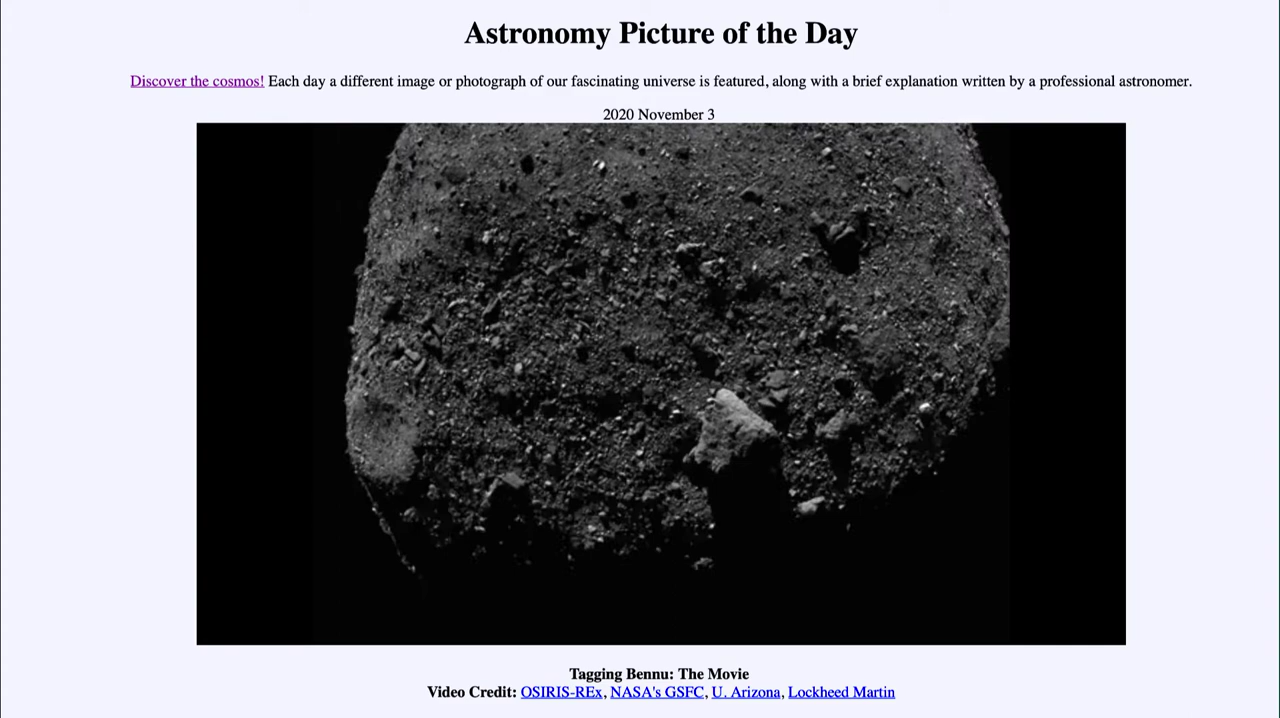 Astronomy Picture of the Day
Discover the cosmos! Each day a different image or photograph of our fascinating universe is featured, along with a brief explanation written by a professional astronomer.
2020 November 3
Tagging Bennu: The Movie
Video Credit: OSIRIS-REx, NASA's GSFC, U. Arizona, Lockheed Martin